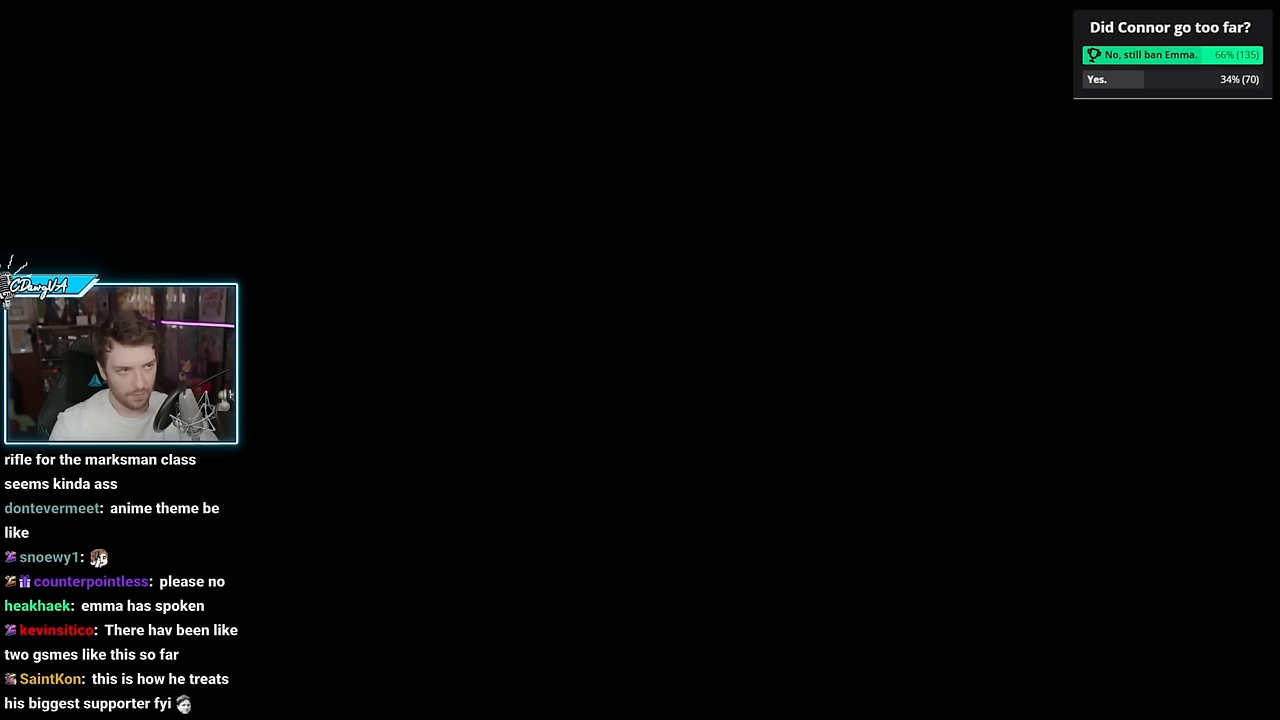 Did Connor go too far?
No, still ban Emma. 66% (135)
Yes. 34% (70)
CDawgVA
rifle for the marksman class
seems kinda ass
dontevermeet: anime theme be
like
snoewy1:
counterpointless: please no
heakhaek: emma has spoken
kevinsitico: There hav been like
two gsmes like this so far
SaintKon: this is how he treats
his biggest supporter fyi